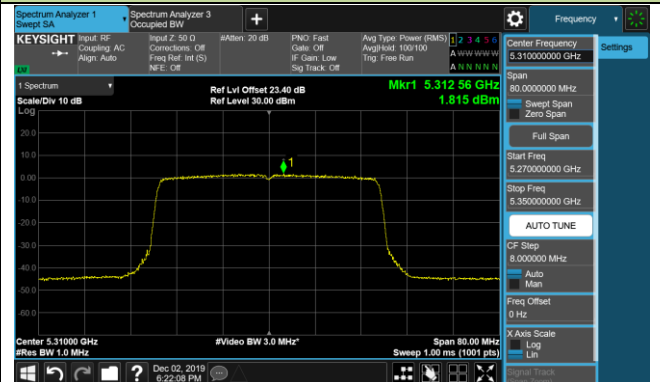 Spectrum Analyzer 1
Swept SA
Spectrum Analyzer 3
Occupied BW
Frequency
KEYSIGHT
Input: RF
Coupling: AC
Align: Auto
Input Z: 50 Ω
Corrections: Off
Freq Ref: Int (S)
NFE: Off
#Atten: 20 dB
PNO: Fast
Gate: Off
IF Gain: Low
Sig Track: Off
Avg Type: Power (RMS)
Avg|Hold: 100/100
Trig: Free Run
1 2 3 4 5 6
A W W W W W
A N N N N N
Center Frequency
5.310000000 GHz
Settings
Span
80.0000000 MHz
Swept Span
Zero Span
Full Span
Start Freq
5.270000000 GHz
Stop Freq
5.350000000 GHz
AUTO TUNE
CF Step
8.000000 MHz
Auto
Man
Freq Offset
0 Hz
X Axis Scale
Log
Lin
Signal Track
1 Spectrum
Scale/Div 10 dB
Log
Ref Lvl Offset 23.40 dB
Ref Level 30.00 dBm
Mkr1 5.312 56 GHz
1.815 dBm
1
20.0
10.0
0.00
-10.0
-20.0
-30.0
-40.0
-50.0
-60.0
Center 5.31000 GHz
#Res BW 1.0 MHz
#Video BW 3.0 MHz*
Span 80.00 MHz
Sweep 1.00 ms (1001 pts)
Dec 02, 2019
6:22:08 PM